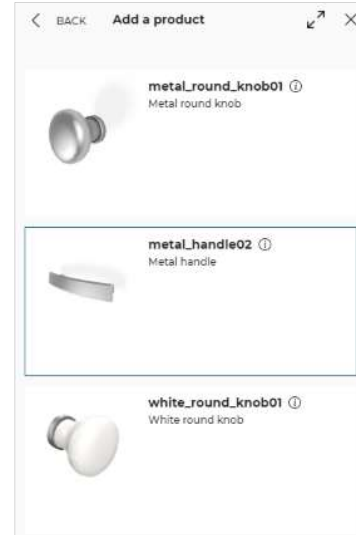 BACK Add a product
metal_round_knob01
Metal round knob
metal_handle02
Metal handle
white_round_knob01
White round knob